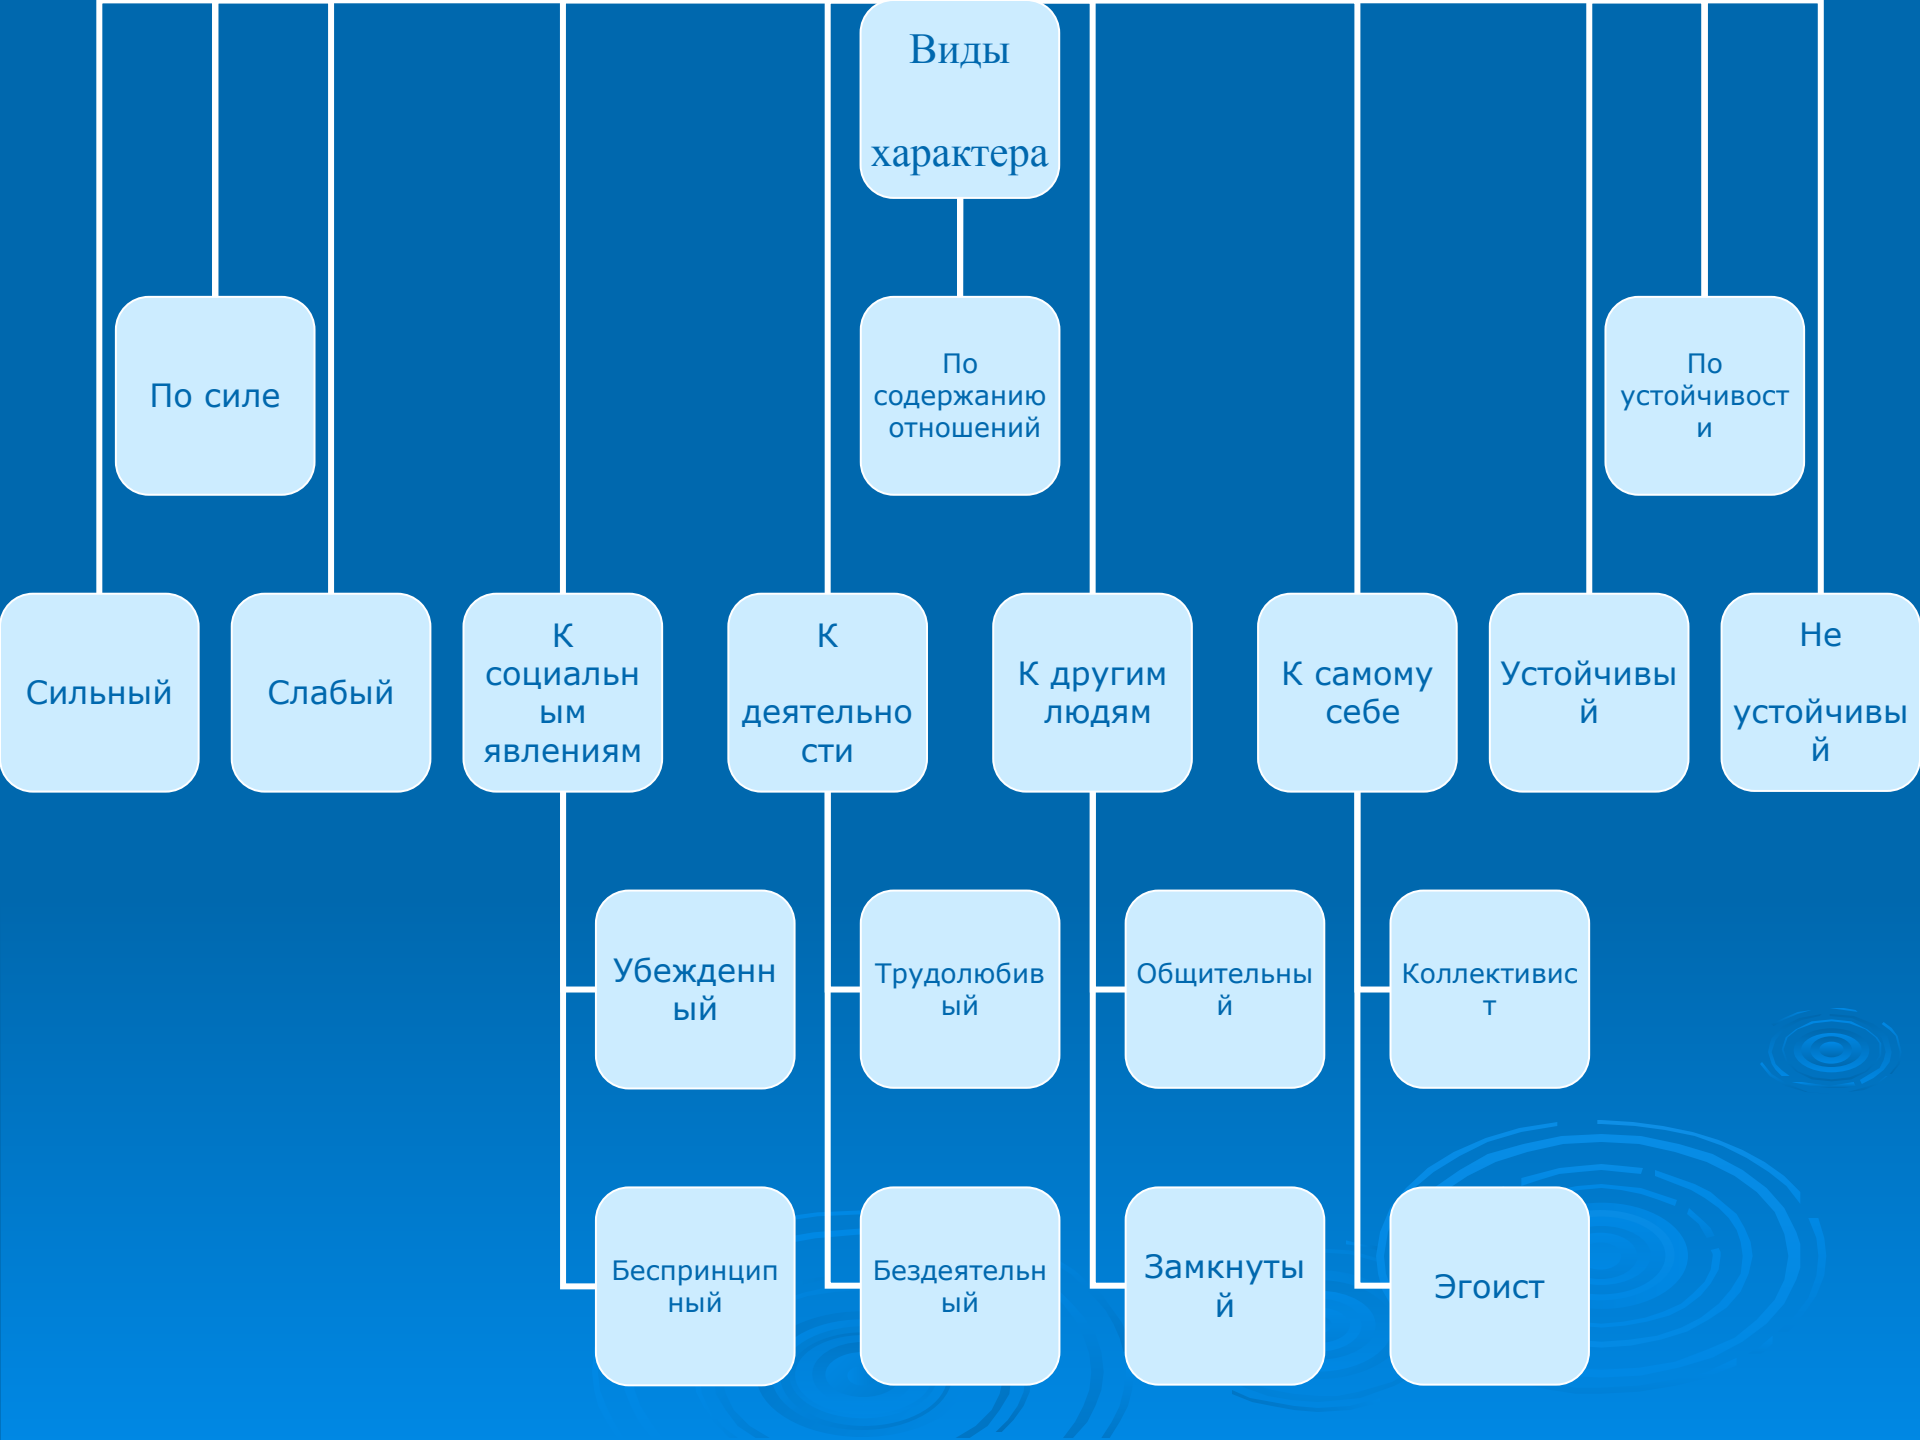 Виды
характера
По силе
По
содержанию
отношений
По
устойчивост
и
Сильный
Слабый
К
социальн
ым
явлениям
К
деятельно
сти
К другим
людям
К самому
себе
Устойчивы
й
Не
устойчивы
й
Убежденн
ый
Трудолюбив
ый
Общительны
й
Коллективис
т
Беспринцип
ный
Бездеятельн
ый
Замкнуты
й
Эгоист